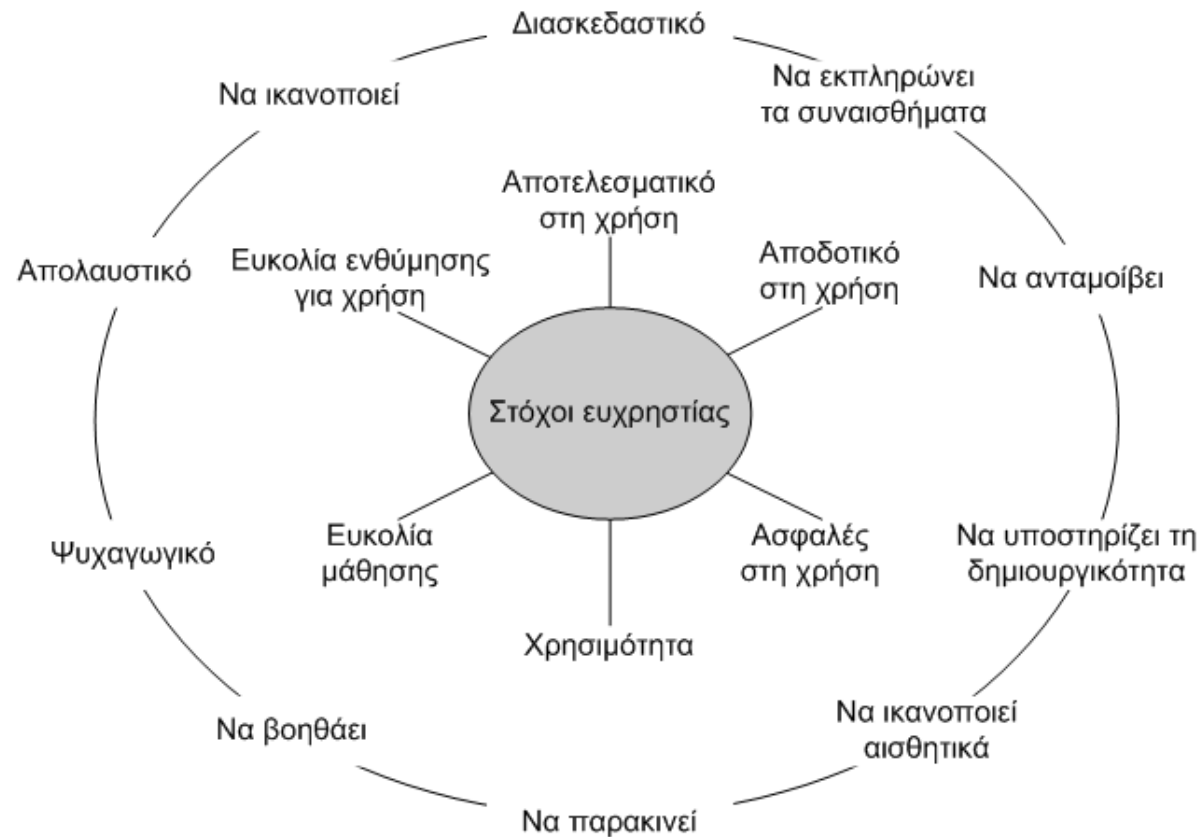 Διασκεδαστικό
Να ικανοποιεί
Να εκπληρώνει
τα συναισθήματα
Αποτελεσματικό
στη χρήση
Απολαυστικό
Ευκολία ενθύμησης
για χρήση
Αποδοτικό
στη χρήση
Να ανταμοίβει
Στόχοι ευχρηστίας
Ψυχαγωγικό
Ευκολία
μάθησης
Ασφαλές
στη χρήση
Να υποστηρίζει τη
δημιουργικότητα
Χρησιμότητα
Να βοηθάει
Να ικανοποιεί
αισθητικά
Να παρακινεί